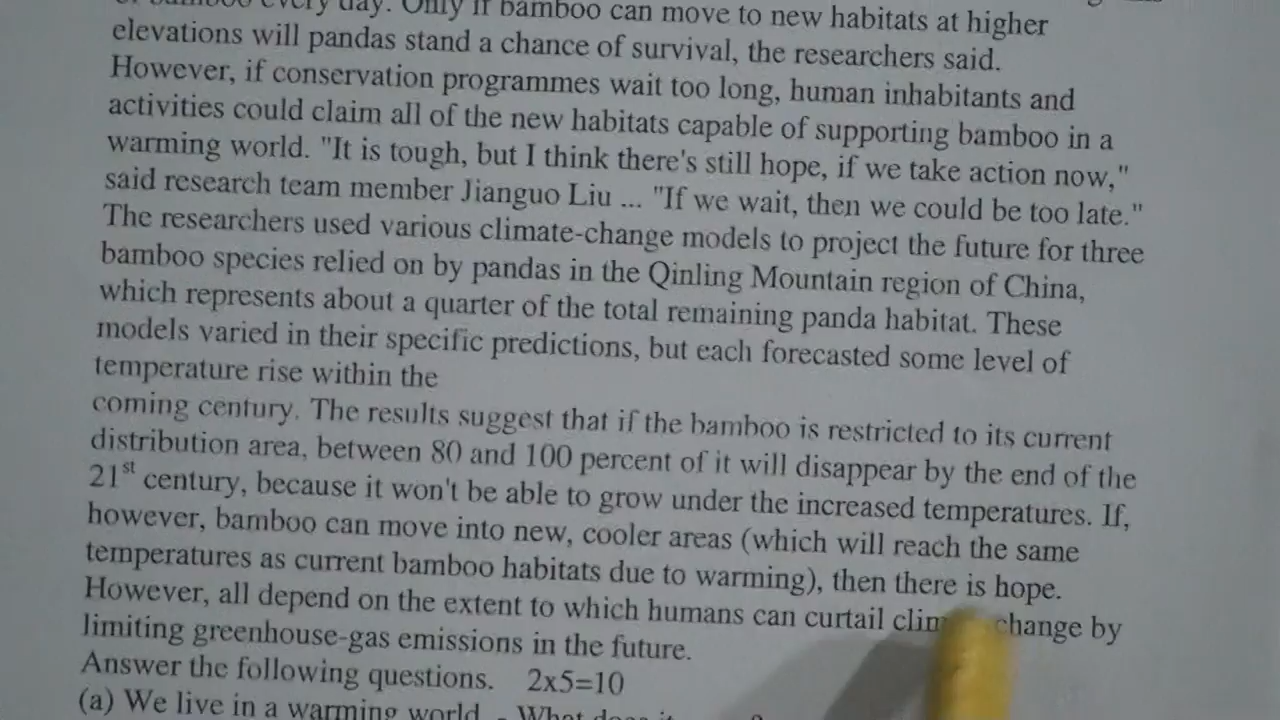 of bamboo every day. Only if bamboo can move to new habitats at higher
elevations will pandas stand a chance of survival, the researchers said.
However, if conservation programmes wait too long, human inhabitants and
activities could claim all of the new habitats capable of supporting bamboo in a
warming world. "It is tough, but I think there's still hope, if we take action now,"
said research team member Jianguo Liu ... "If we wait, then we could be too late."
The researchers used various climate-change models to project the future for three
bamboo species relied on by pandas in the Qinling Mountain region of China,
which represents about a quarter of the total remaining panda habitat. These
models varied in their specific predictions, but each forecasted some level of
temperature rise within the
coming century. The results suggest that if the bamboo is restricted to its current
distribution area, between 80 and 100 percent of it will disappear by the end of the
21st century, because it won't be able to grow under the increased temperatures. If,
however, bamboo can move into new, cooler areas (which will reach the same
temperatures as current bamboo habitats due to warming), then there is hope.
However, all depend on the extent to which humans can curtail change by
limiting greenhouse-gas emissions in the future.
Answer the following questions. 2x5=10
(a) We live in a warming world. - What does it